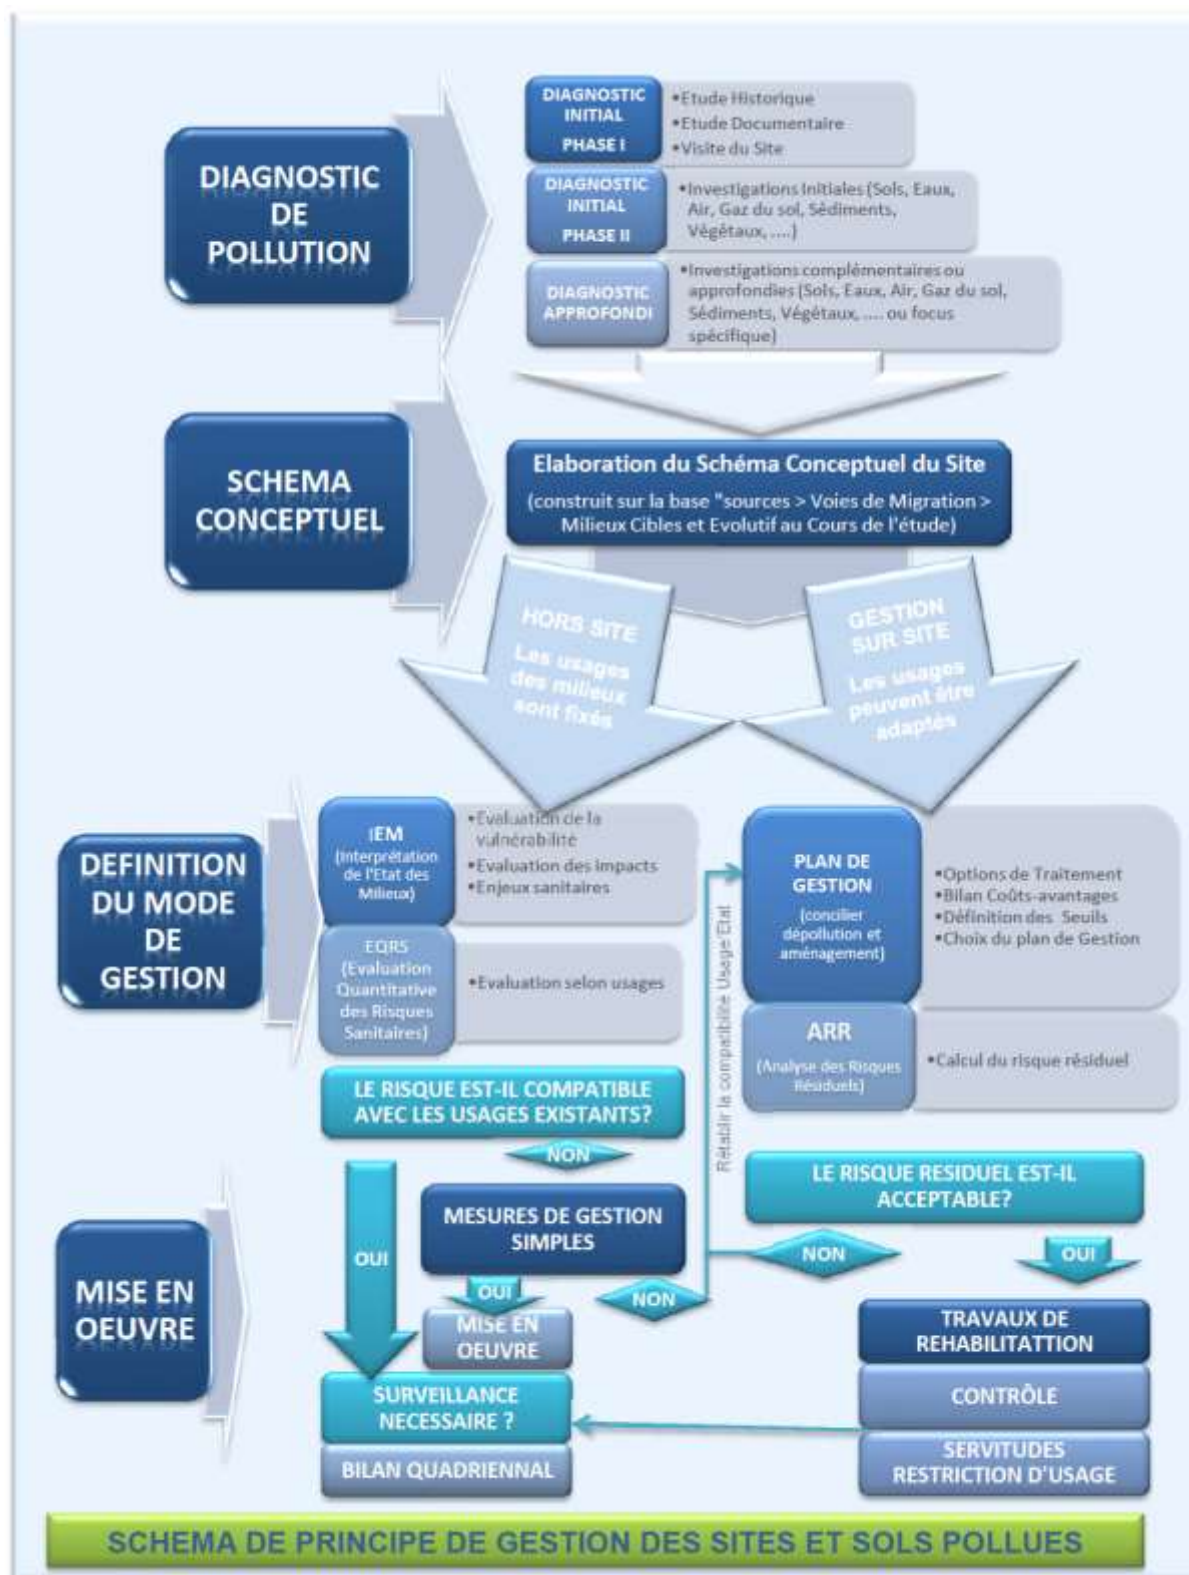 DIAGNOSTIC
DE
POLLUTION
DIAGNOSTIC
INITIAL
PHASE I
•Etude Historique
•Etude Documentaire
•Visite du Site
DIAGNOSTIC
INITIAL
PHASE II
•Investigations Initiales (Sols, Eaux,
Air, Gaz du sol, Sédiments,
Végétaux, ....)
DIAGNOSTIC
APPROFONDI
•Investigations complémentaires ou
approfondies (Sols, Eaux, Air, Gaz du sol,
Sédiments, Végétaux, .... ou focus
spécifique)
SCHEMA
CONCEPTUEL
Elaboration du Schéma Conceptuel du Site
(construit sur la base "sources > Voies de Migration >
Milieux Cibles et Evolutif au Cours de l'étude)
HORS SITE
Les usages
des milieux
sont fixés
GESTION
SUR SITE
Les usages
peuvent être
adaptés
DEFINITION
DU MODE
DE
GESTION
IEM
(Interprétation
de l'Etat des
Milieux)
•Evaluation de la
vulnérabilité
•Evaluation des impacts
•Enjeux sanitaires
EQRS
(Evaluation
Quantitative
des Risques
Sanitaires)
•Evaluation selon usages
Rétablir la compatibilité Usage/Etat
PLAN DE
GESTION
(concilier
dépollution et
aménagement)
•Options de Traitement
•Bilan Coûts-avantages
•Définition des Seuils
•Choix du plan de Gestion
ARR
(Analyse des Risques
Résiduels)
•Calcul du risque résiduel
LE RISQUE EST-IL COMPATIBLE
AVEC LES USAGES EXISTANTS?
NON
LE RISQUE RESIDUEL EST-IL
ACCEPTABLE?
MISE EN
OEUVRE
OUI
MESURES DE GESTION
SIMPLES
OUI
NON
NON
OUI
MISE EN
OEUVRE
TRAVAUX DE
REHABILITATTION
SURVEILLANCE
NECESSAIRE ?
CONTRÔLE
BILAN QUADRIENNAL
SERVITUDES
RESTRICTION D'USAGE
SCHEMA DE PRINCIPE DE GESTION DES SITES ET SOLS POLLUES